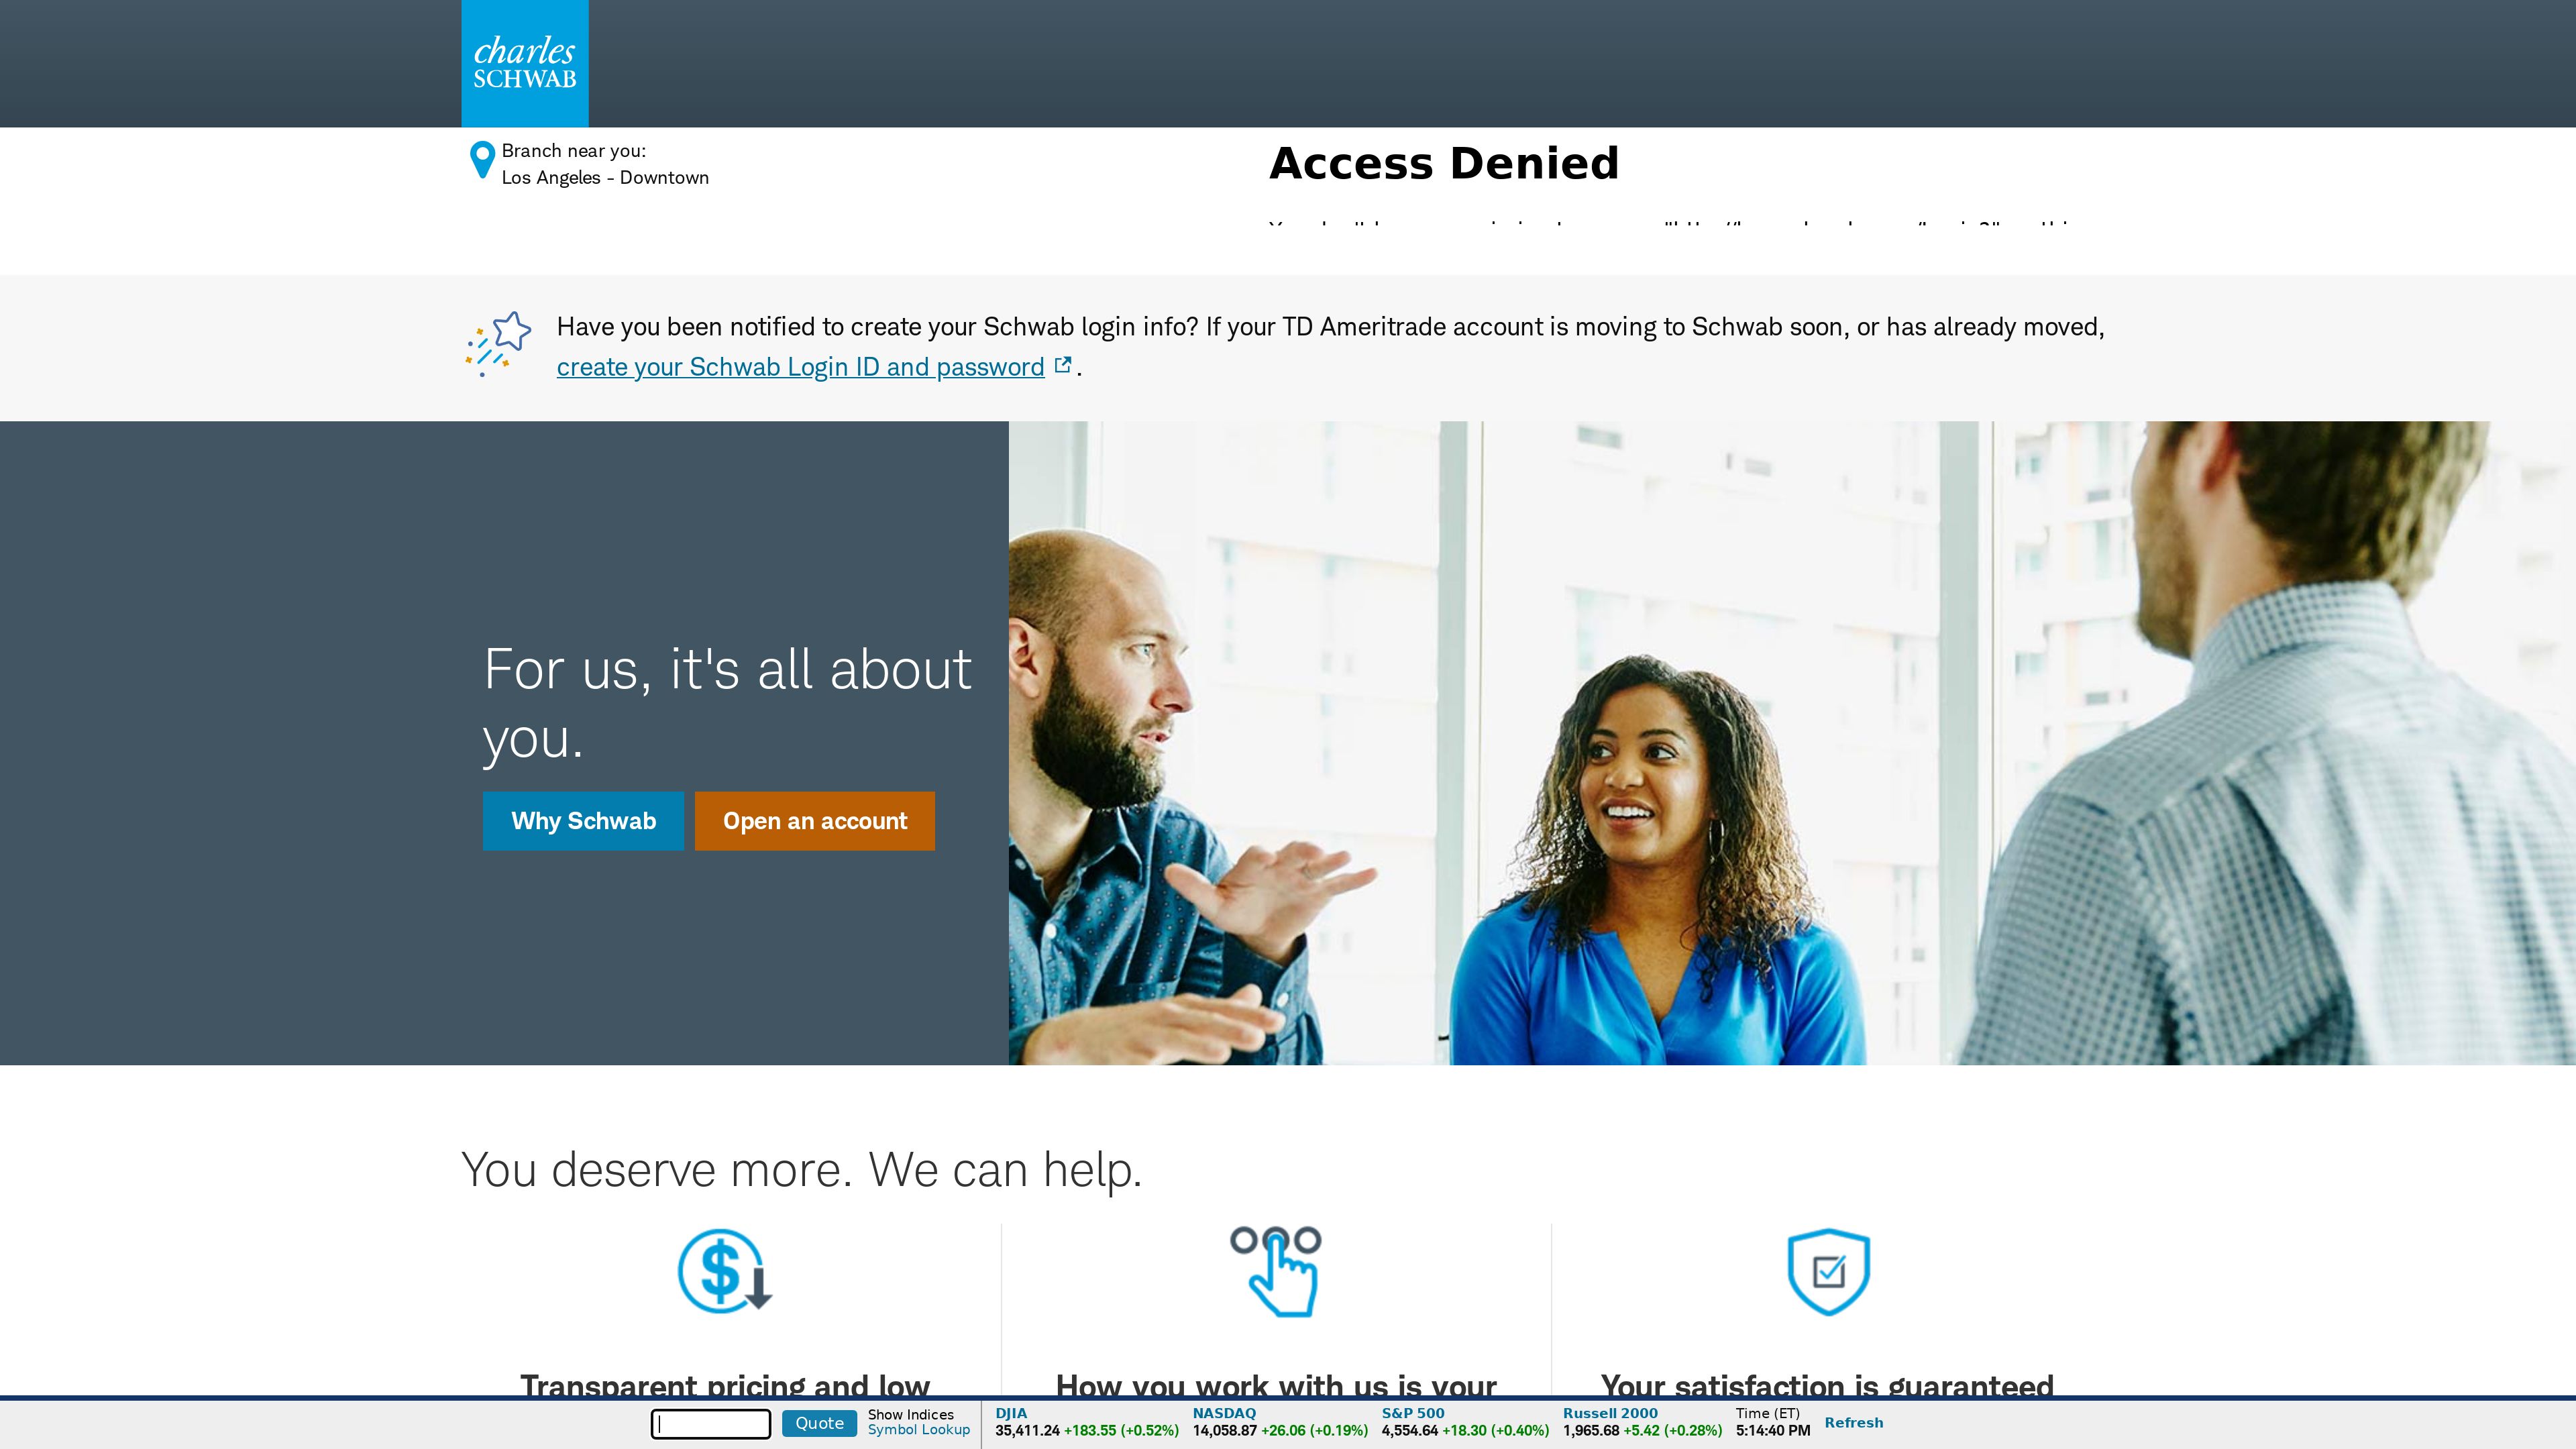 charles
SCHWAB
Branch near you:
Los Angeles - Downtown
Access Denied
Have you been notified to create your Schwab login info? If your TD Ameritrade account is moving to Schwab soon, or has already moved,
create your Schwab Login ID and password .
For us, it's all about
you.
Why Schwab
Open an account
You deserve more. We can help.
Transparent pricing and low
How you work with us is your
Your satisfaction is guaranteed
Quote
Show Indices
Symbol Lookup
DJIA
35,411.24 +183.55 (+0.52%)
NASDAQ
14,058.87 +26.06 (+0.19%)
S&P 500
4,554.64 +18.30 (+0.40%)
Russell 2000
1,965.68 +5.42 (+0.28%)
Time (ET)
5:14:40 PM
Refresh